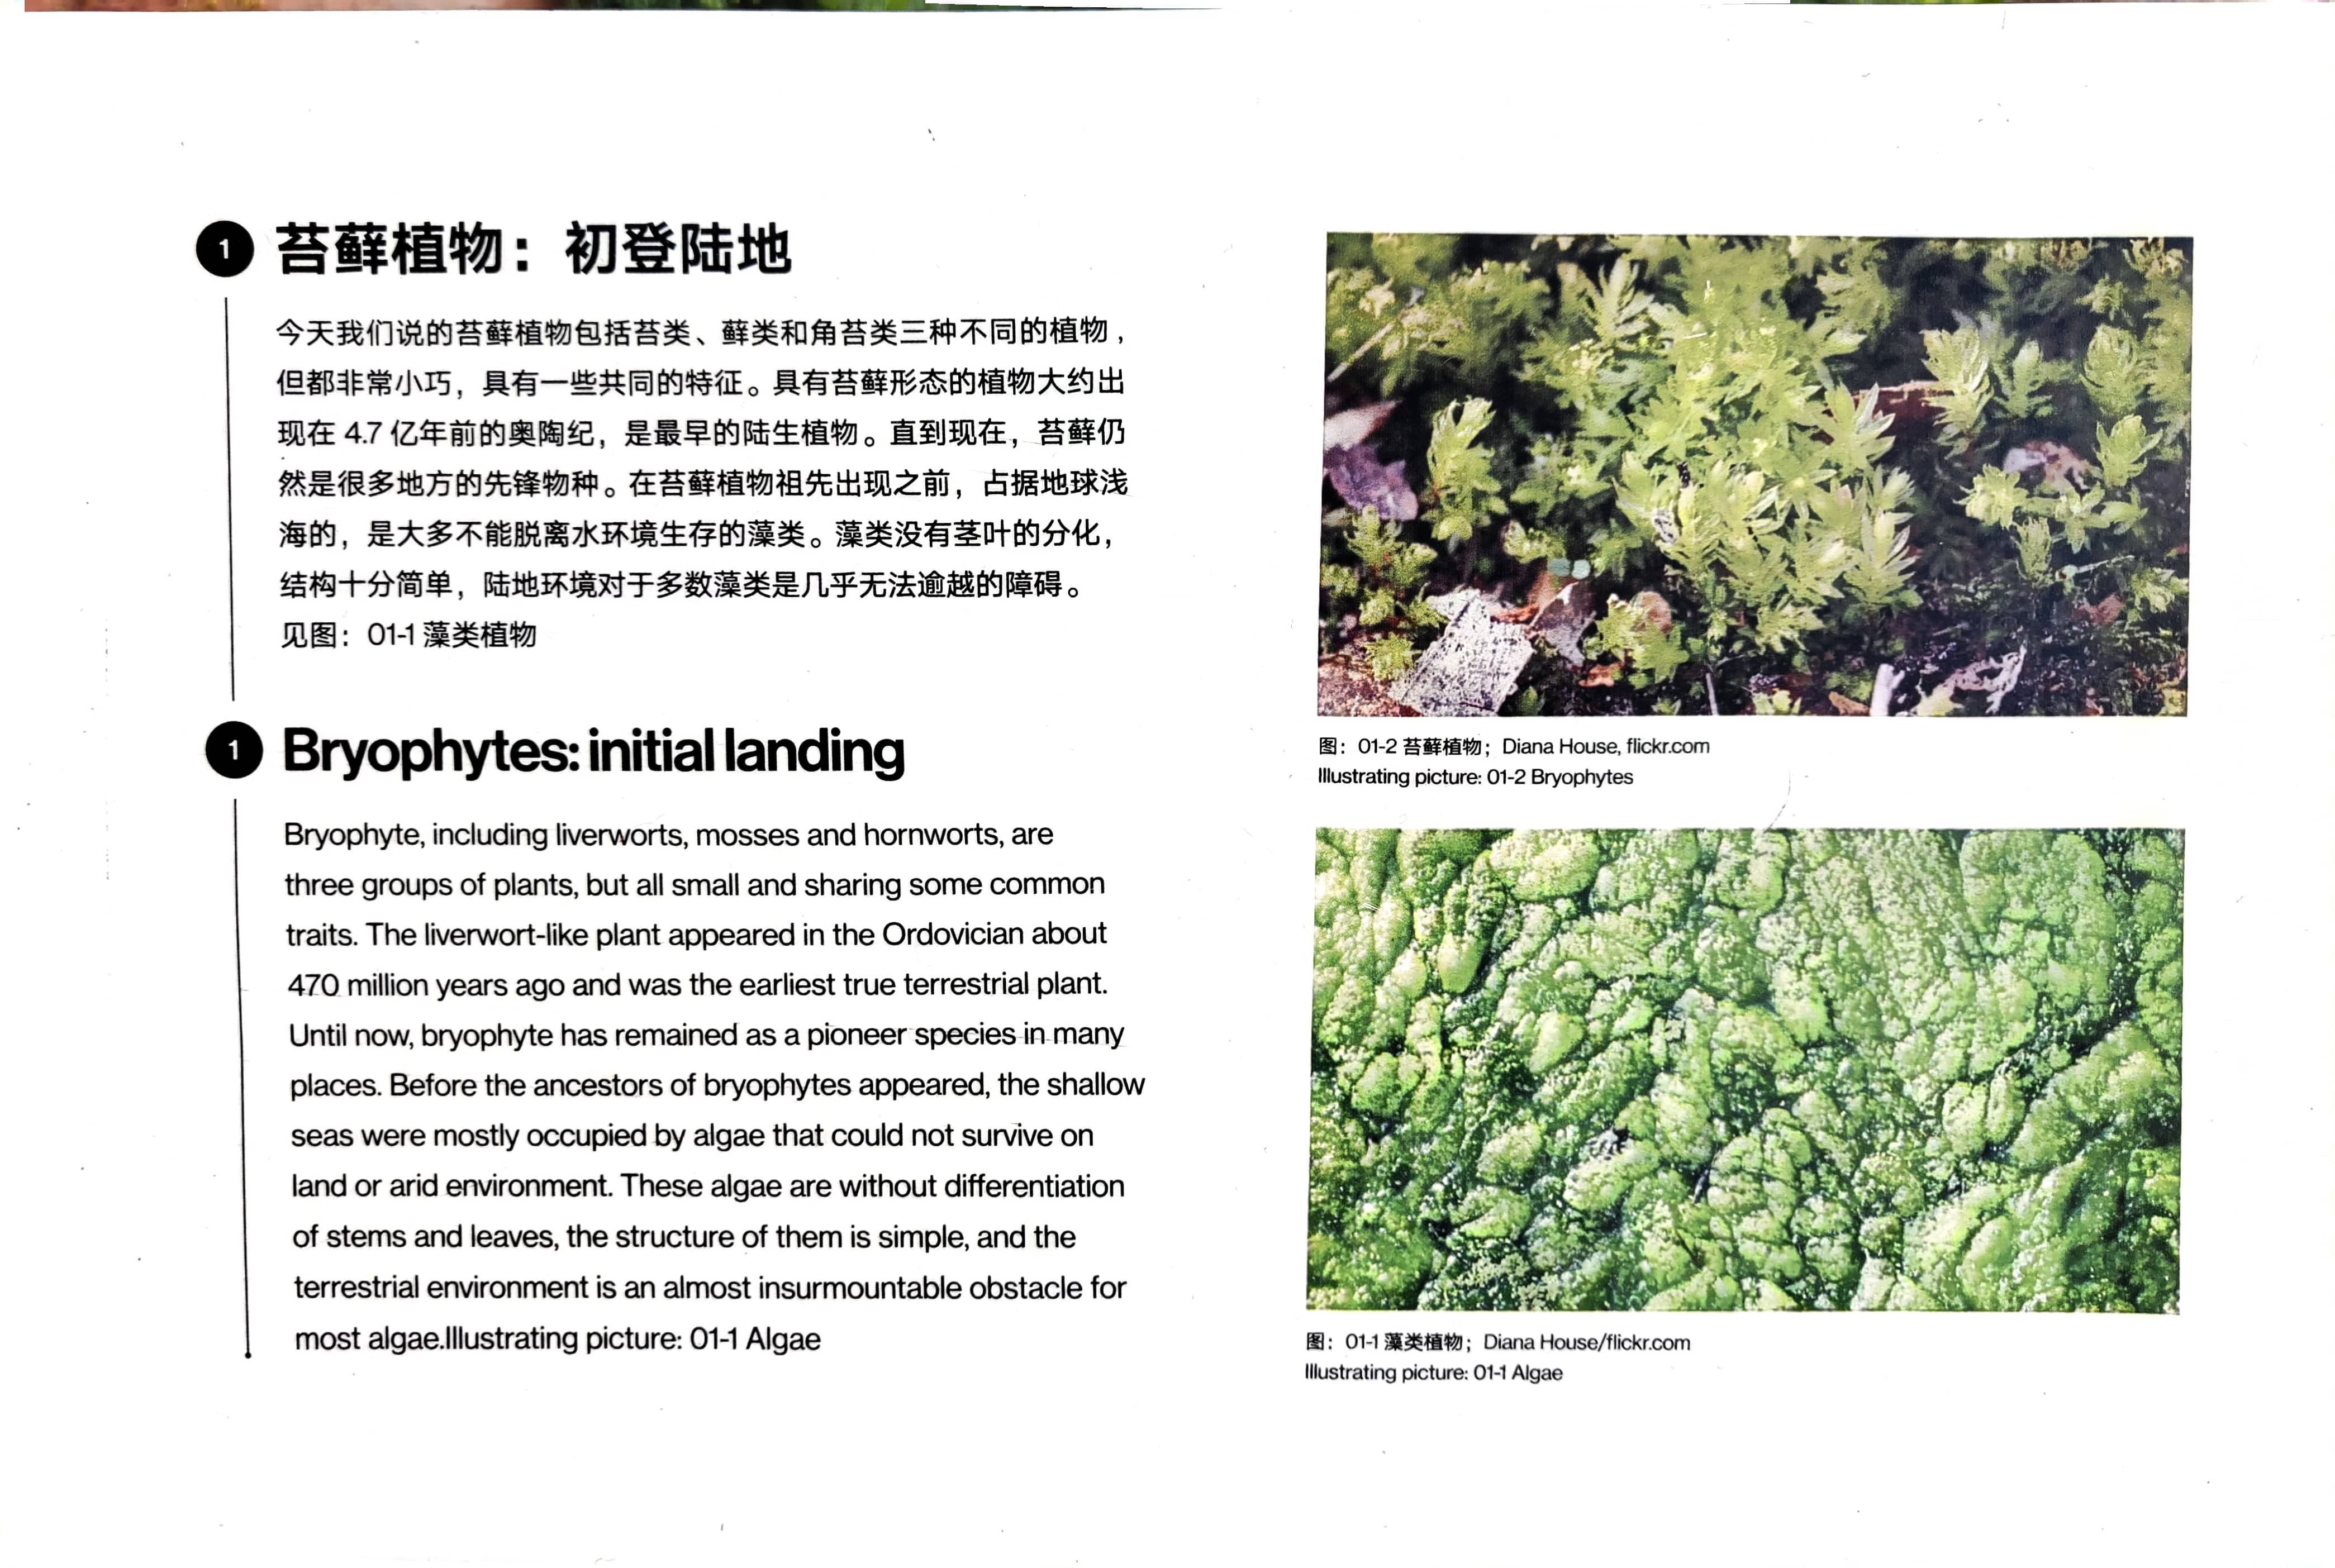 1 苔藓植物：初登陆地
今天我们说的苔藓植物包括苔类、藓类和角苔类三种不同的植物，
但都非常小巧，具有一些共同的特征。具有苔藓形态的植物大约出
现在 4.7 亿年前的奥陶纪，是最早的陆生植物。直到现在，苔藓仍
然是很多地方的先锋物种。在苔藓植物祖先出现之前，占据地球浅
海的，是大多不能脱离水环境生存的藻类。藻类没有茎叶的分化，
结构十分简单，陆地环境对于多数藻类是几乎无法逾越的障碍。
见图：01-1 藻类植物
1 Bryophytes: initial landing
Bryophyte, including liverworts, mosses and hornworts, are
three groups of plants, but all small and sharing some common
traits. The liverwort-like plant appeared in the Ordovician about
470 million years ago and was the earliest true terrestrial plant.
Until now, bryophyte has remained as a pioneer species in many
places. Before the ancestors of bryophytes appeared, the shallow
seas were mostly occupied by algae that could not survive on
land or arid environment. These algae are without differentiation
of stems and leaves, the structure of them is simple, and the
terrestrial environment is an almost insurmountable obstacle for
most algae.Illustrating picture: 01-1 Algae
图：01-2 苔藓植物；Diana House, flickr.com
Illustrating picture: 01-2 Bryophytes
图：01-1 藻类植物；Diana House/flickr.com
Illustrating picture: 01-1 Algae